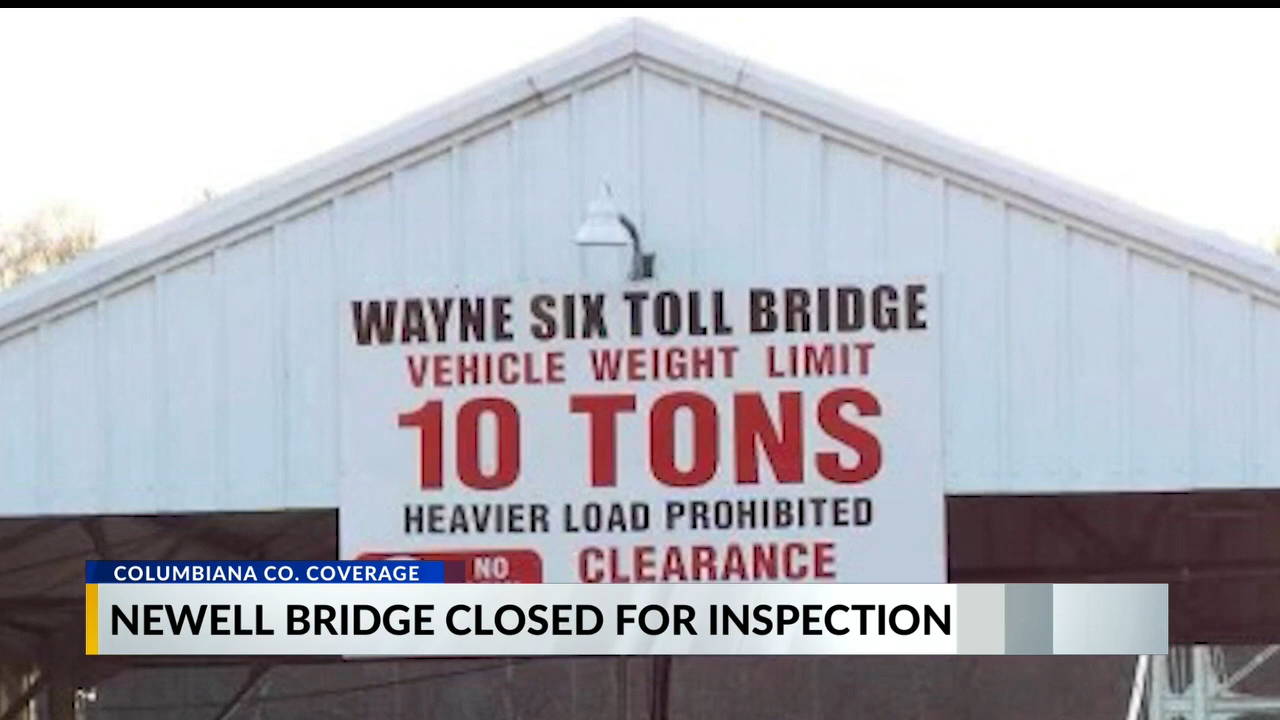 WAYNE SIX TOLL BRIDGE
VEHICLE WEIGHT LIMIT
10 TONS
HEAVIER LOAD PROHIBITED
NO
CLEARANCE
COLUMBIANA CO. COVERAGE
NEWELL BRIDGE CLOSED FOR INSPECTION